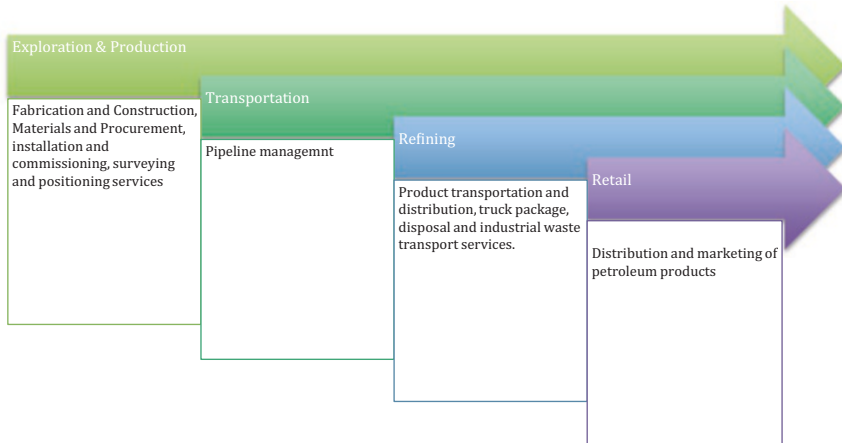 Exploration & Production
Fabrication and Construction,
Materials and Procurement,
installation and
commissioning, surveying
and positioning services
Transportation
Pipeline managemnt
Refining
Product transportation and
distribution, truck package,
disposal and industrial waste
transport services.
Retail
Distribution and marketing of
petroleum products